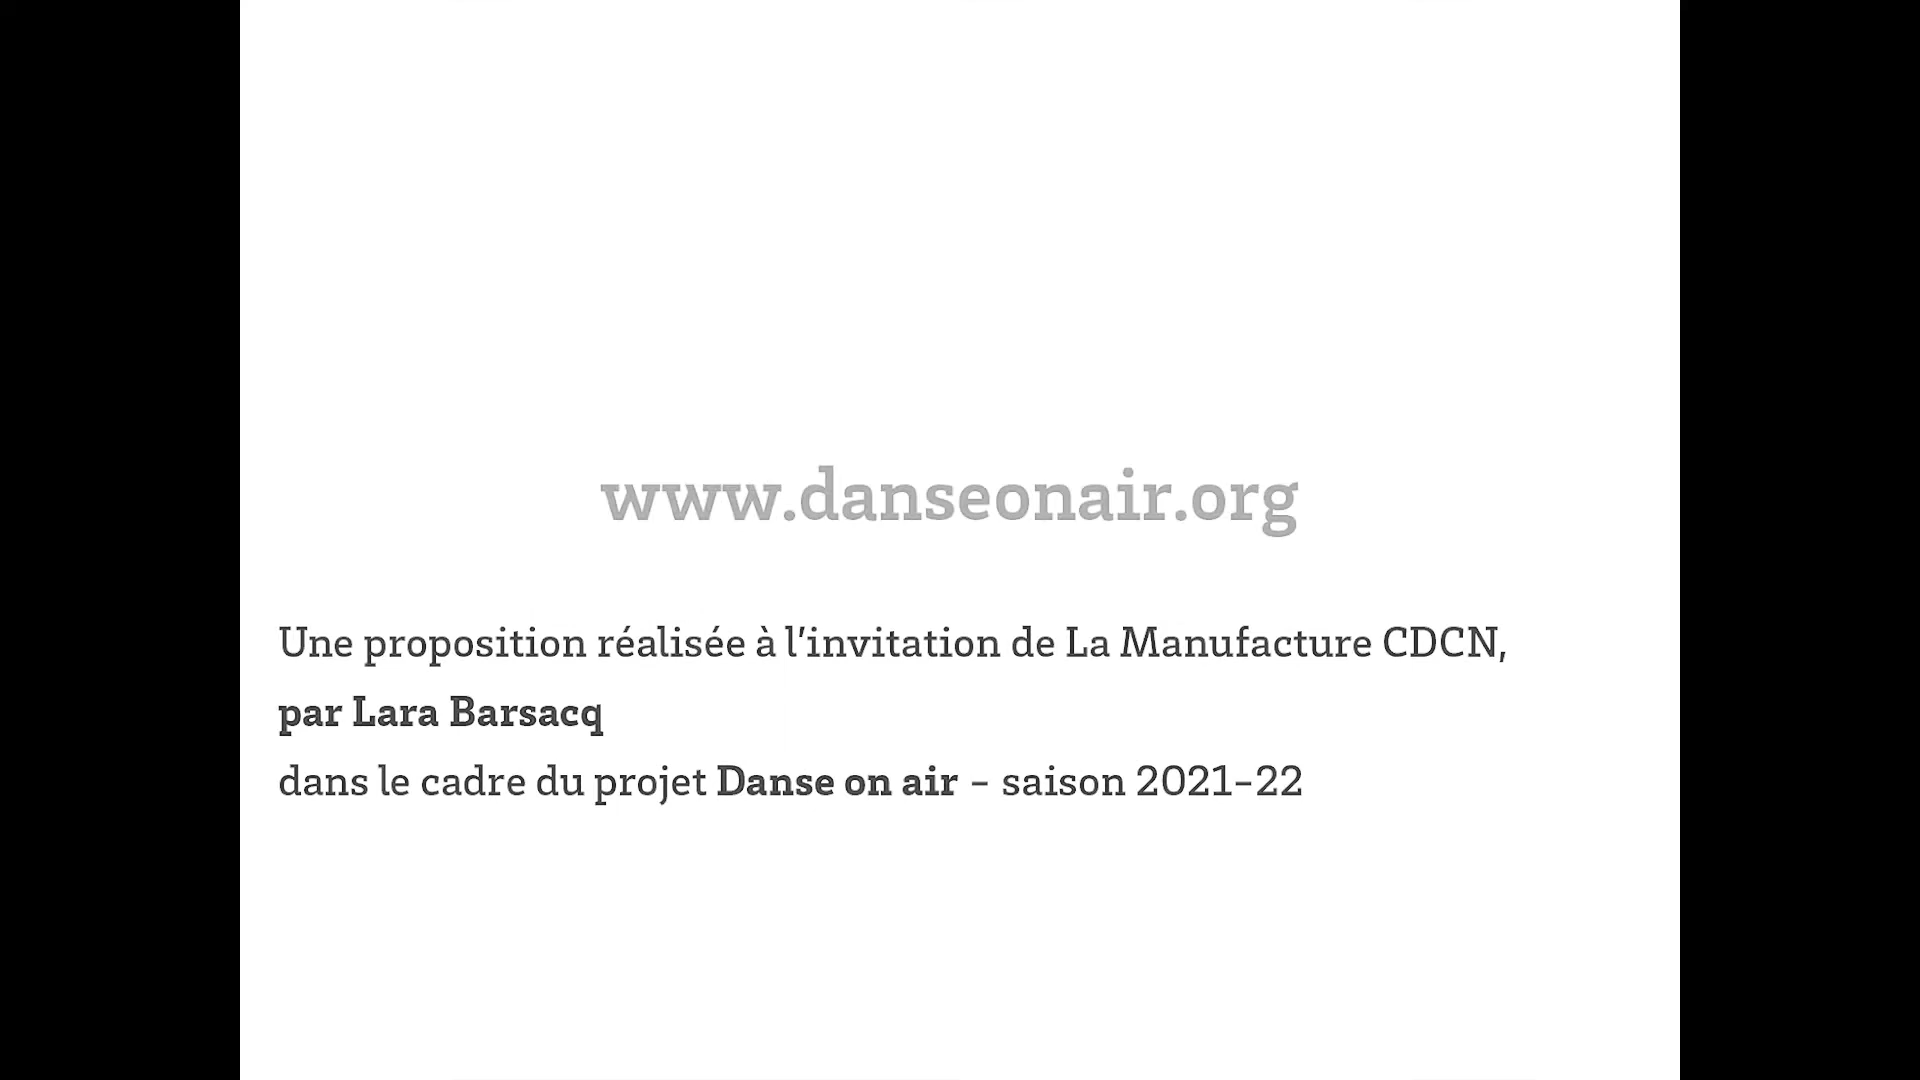 www.danseonair.org
Une proposition réalisée à l’invitation de La Manufacture CDCN,
par Lara Barsacq
dans le cadre du projet Danse on air – saison 2021–22